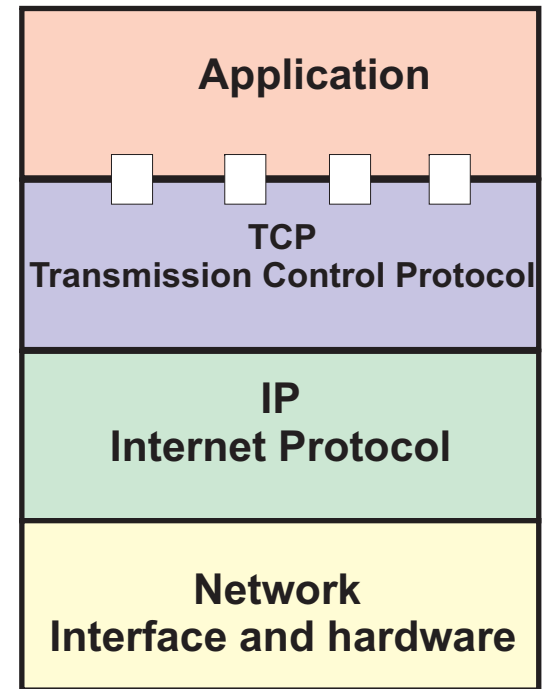 Application
TCP
Transmission Control Protocol
IP
Internet Protocol
Network
Interface and hardware